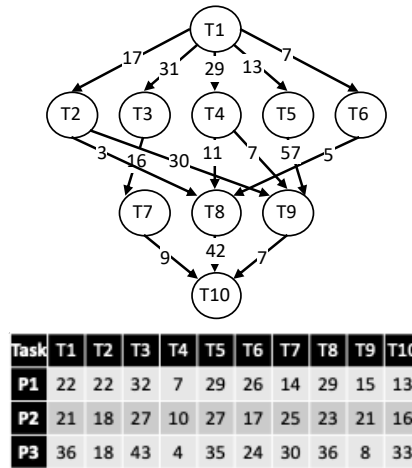 T1
17 31 29 13 7
T2 T3 T4 T5 T6
3 16 30 11 7 57 5
T7 T8 T9
9 42 7
T10
Task T1 T2 T3 T4 T5 T6 T7 T8 T9 T10
P1 22 22 32 7 29 26 14 29 15 13
P2 21 18 27 10 27 17 25 23 21 16
P3 36 18 43 4 35 24 30 36 8 33